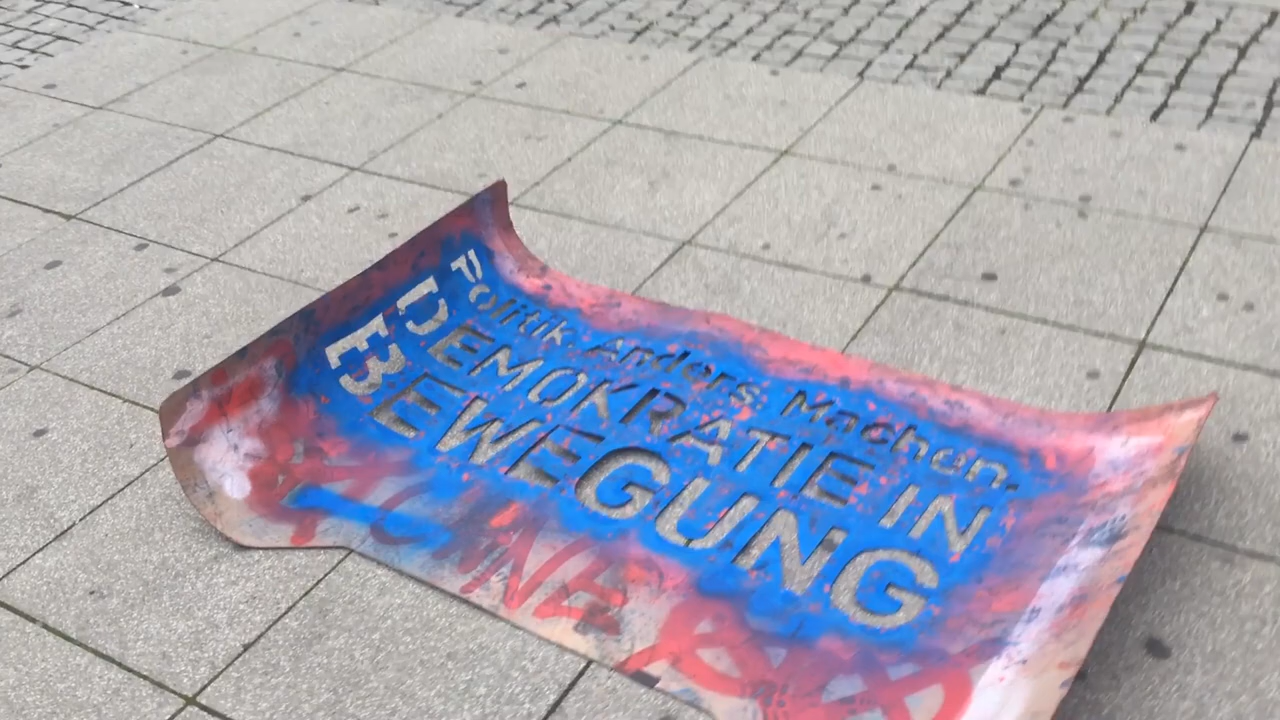 Politik. Anders. Machen.
DEMOKRATIE IN
BEWEGUNG